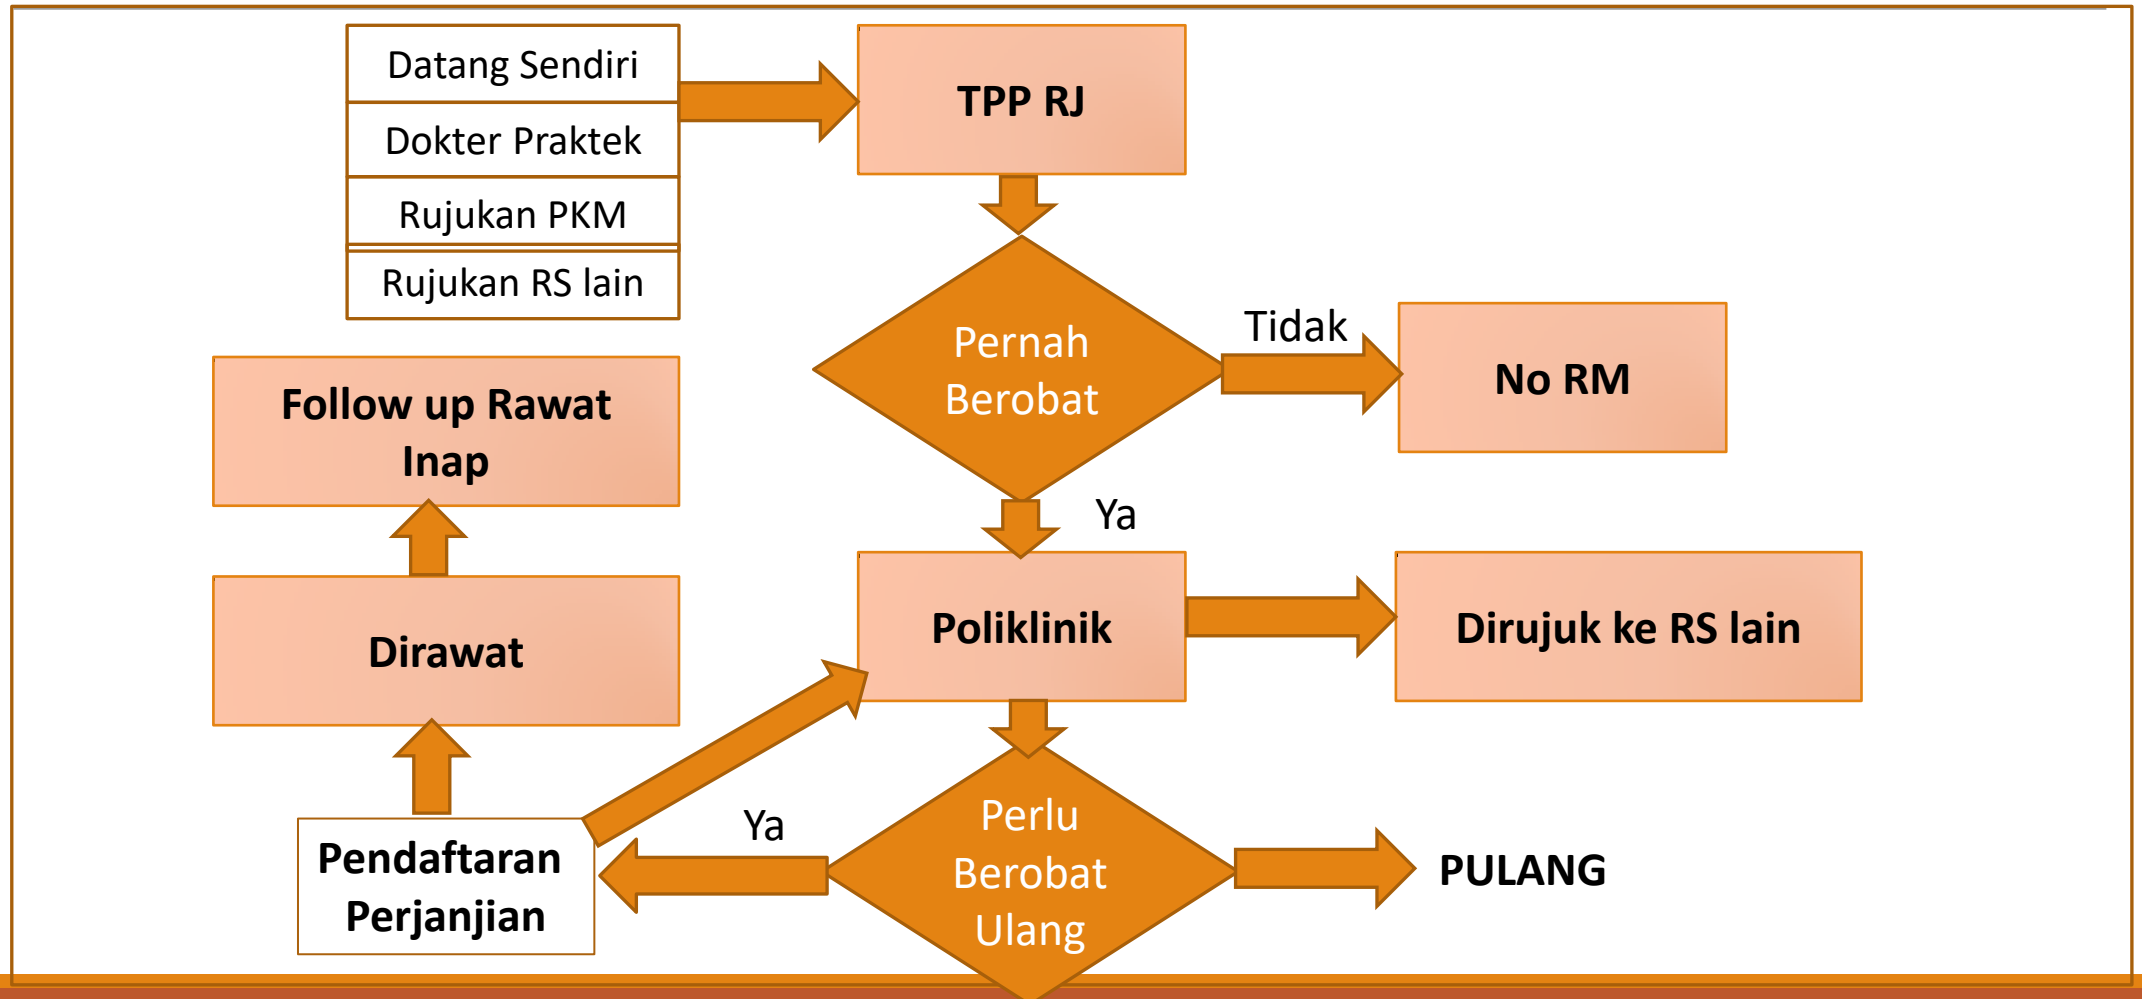 Datang Sendiri
Dokter Praktek
Rujukan PKM
Rujukan RS lain
TPP RJ
Pernah
Berobat
Tidak
No RM
Ya
Follow up Rawat
Inap
Dirawat
Poliklinik
Dirujuk ke RS lain
Pendaftaran
Perjanjian
Ya
Perlu
Berobat
Ulang
PULANG